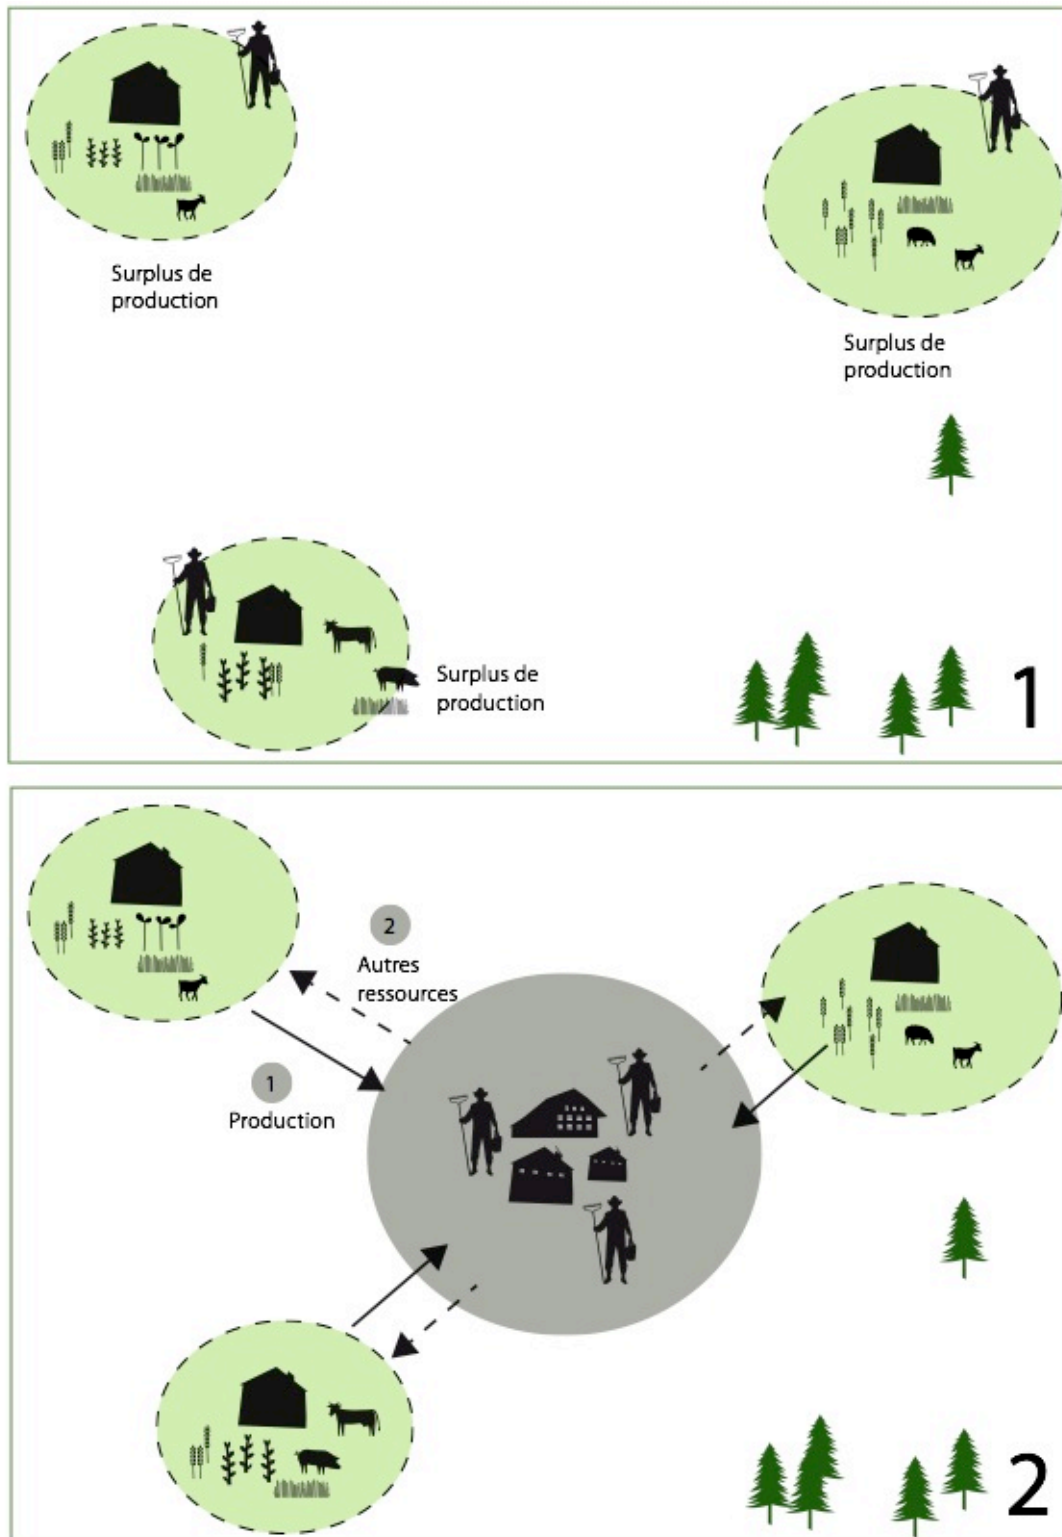 Surplus de
production
Surplus de
production
Surplus de
production
1
2
Autres
ressources
1
Production
2